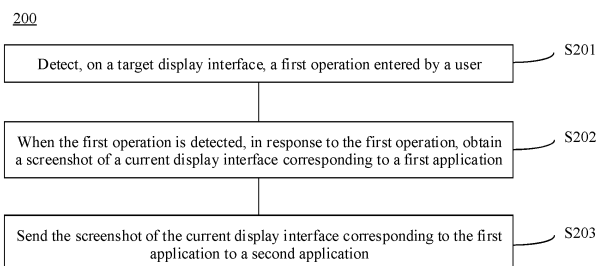 200
Detect, on a target display interface, a first operation entered by a user
S201
When the first operation is detected, in response to the first operation, obtain
a screenshot of a current display interface corresponding to a first application
S202
Send the screenshot of the current display interface corresponding to the first
application to a second application
S203